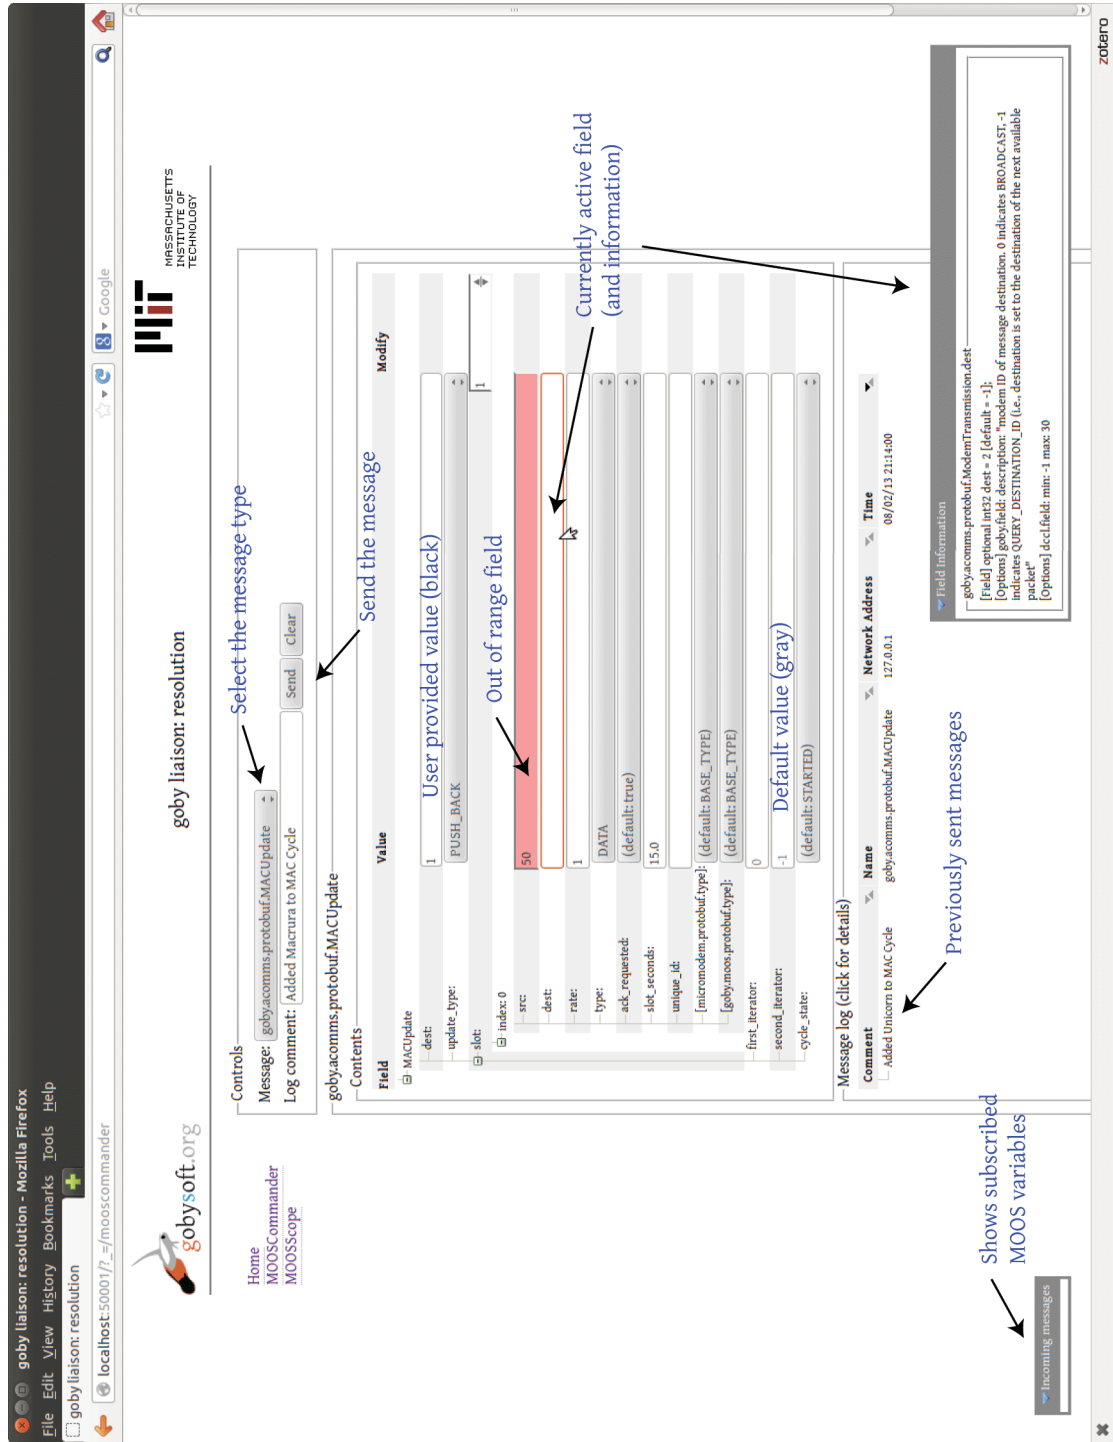 goby liaison: resolution - Mozilla Firefox
File Edit View History Bookmarks Tools Help
goby liaison: resolution
localhost:50001/?_=/mooscommander
Google
gobysoft.org
goby liaison: resolution
MIT
MASSACHUSETTS
INSTITUTE OF
TECHNOLOGY
Home
MOOSCommander
MOOSScope
Select the message type
Controls
Message: goby.acomms.protobuf.MACUpdate
Log comment: Added Macrura to MAC Cycle Send Clear
Send the message
goby.acomms.protobuf.MACUpdate
Contents
Field Value Modify
MACUpdate
User provided value (black)
dest: 1
update_type: PUSH_BACK
slot: 1
index: 0
Out of range field
src: 50
dest:
Currently active field
(and information)
rate: 1
type: DATA
ack_requested: (default: true)
slot_seconds: 15.0
unique_id:
[micromodem.protobuf.type]: (default: BASE_TYPE)
[goby.moos.protobuf.type]: (default: BASE_TYPE)
first_iterator: 0
second_iterator: -1
Default value (gray)
cycle_state: (default: STARTED)
Message log (click for details)
Comment Name Network Address Time
Added Unicorn to MAC Cycle goby.acomms.protobuf.MACUpdate 127.0.0.1 08/02/13 21:14:00
Previously sent messages
Shows subscribed
MOOS variables
Incoming messages
Field Information
goby.acomms.protobuf.ModemTransmission.dest
[Field] optional int32 dest = 2 [default = -1];
[Options] goby.field: description: "modem ID of message destination. 0 indicates BROADCAST, -1
indicates QUERY_DESTINATION_ID (i.e., destination is set to the destination of the next available
packet"
[Options] dccl.field: min: -1 max: 30
zotero